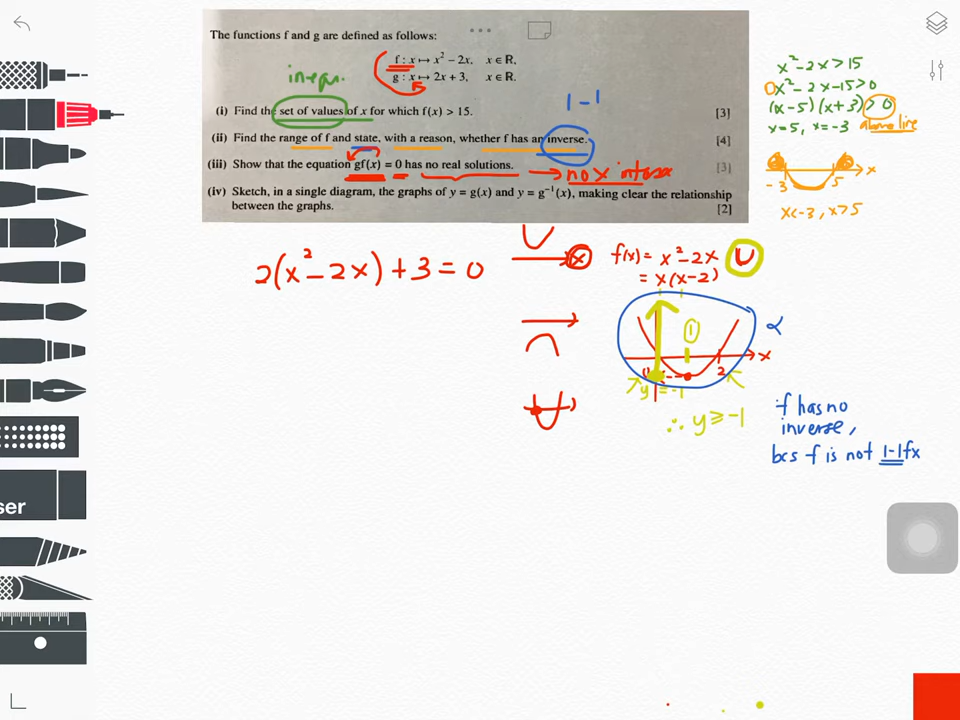 The functions f and g are defined as follows:
f : x ↦ x² − 2x, x ∈ R,
g : x ↦ 2x + 3, x ∈ R.
inequ.
(i) Find the set of values of x for which f(x) > 15. [3]
1-1
(ii) Find the range of f and state, with a reason, whether f has an inverse. [4]
(iii) Show that the equation gf(x) = 0 has no real solutions. [3]
→ no x intersx
(iv) Sketch, in a single diagram, the graphs of y = g(x) and y = g⁻¹(x), making clear the relationship
between the graphs. [2]
x² - 2x > 15
0x² - 2x - 15 > 0
(x-5)(x+3) > 0
x = 5, x = -3 above line
-3 5 x
x < -3, x > 5
2(x² - 2x) + 3 = 0
x
f(x) = x² - 2x
= x(x-2)
1
x
2
y = -1
∴ y ≥ -1
f has no
inverse,
bcs f is not 1-1 fx
ser